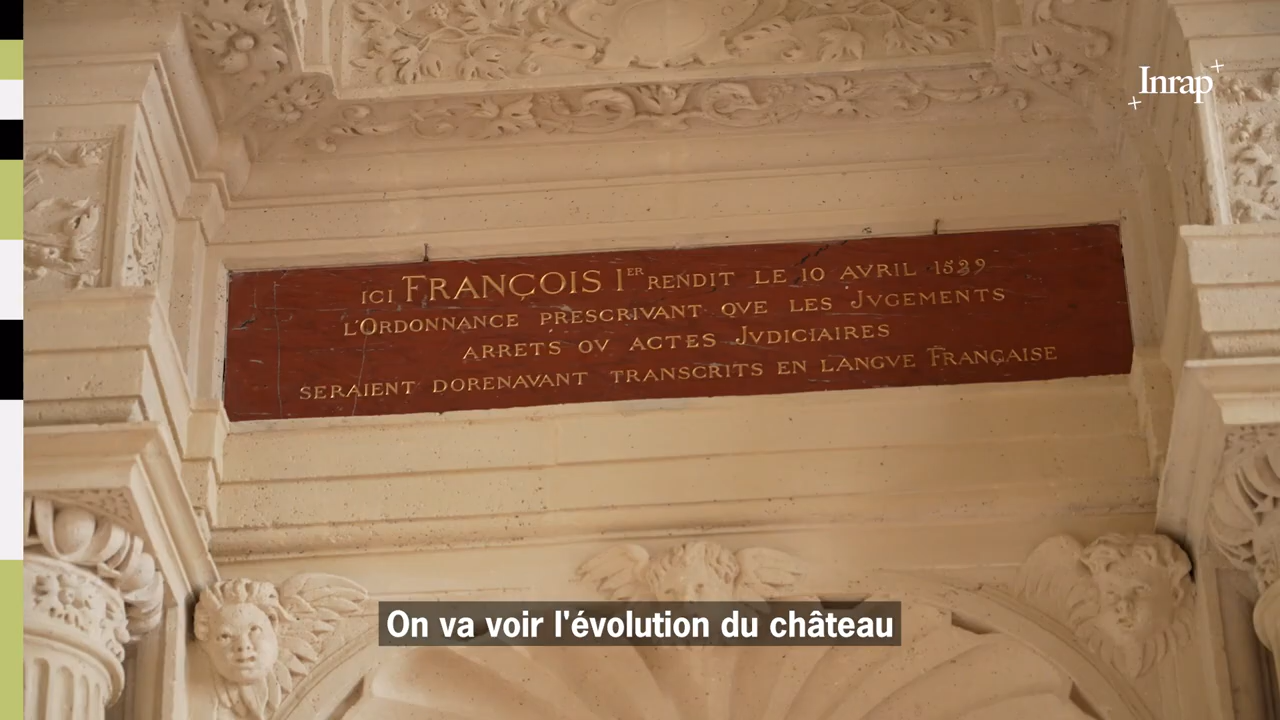 Inrap
ICI FRANÇOIS IER RENDIT LE 10 AVRIL 1529
L'ORDONNANCE PRESCRIVANT QVE LES JVGEMENTS
ARRETS OV ACTES JVDICIAIRES
SERAIENT DORENAVANT TRANSCRITS EN LANGVE FRANÇAISE
On va voir l'évolution du château